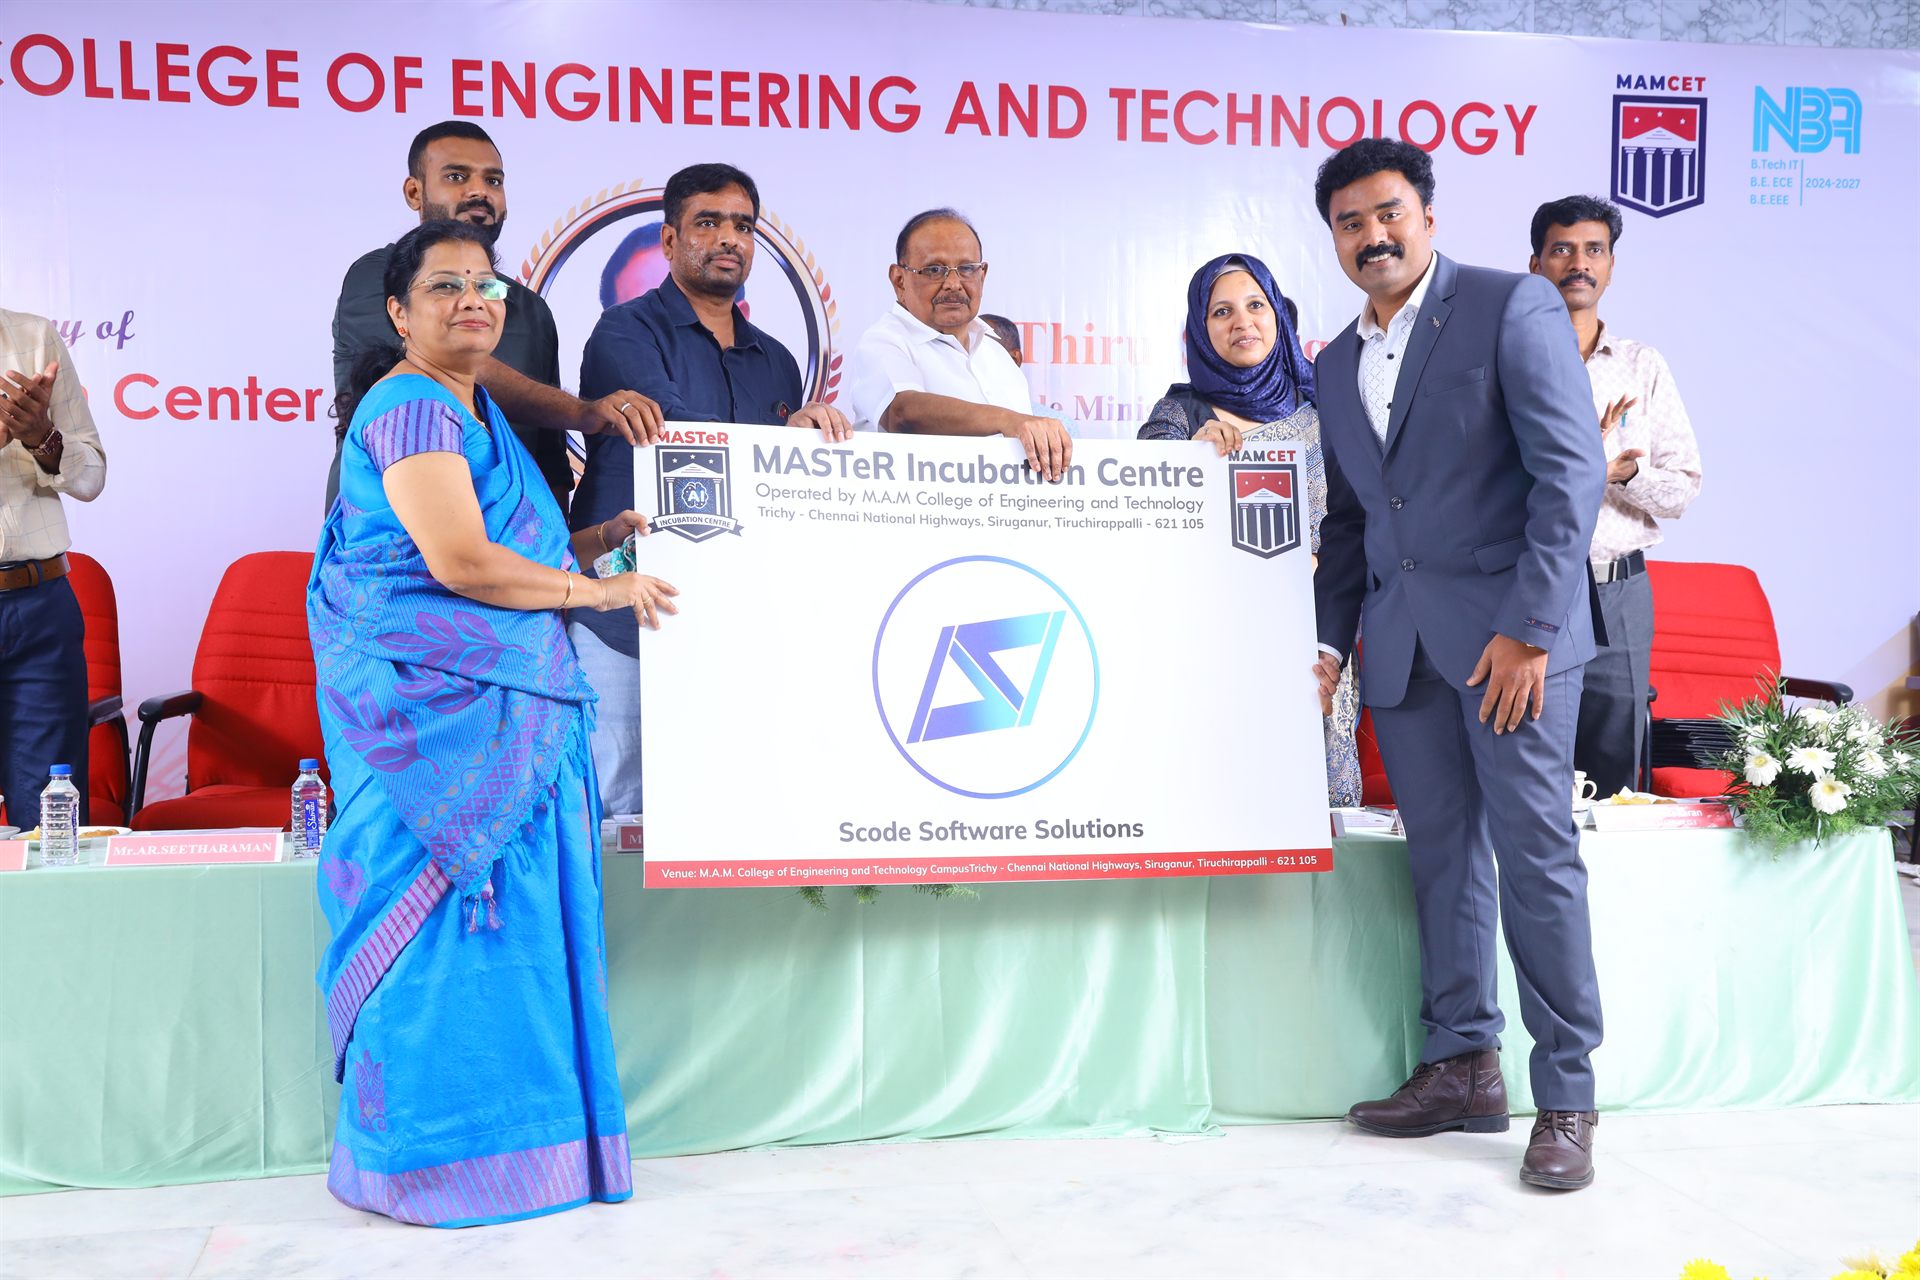 COLLEGE OF ENGINEERING AND TECHNOLOGY
MAMCET
NBA
B.Tech IT
B.E. ECE
B.E.EEE
2024-2027
of
Center
Thiru
Minis
MASTeR
AI
INCUBATION CENTRE
MASTeR Incubation Centre
Operated by M.A.M College of Engineering and Technology
Trichy - Chennai National Highways, Siruganur, Tiruchirappalli - 621 105
MAMCET
Scode Software Solutions
Venue: M.A.M. College of Engineering and Technology CampusTrichy - Chennai National Highways, Siruganur, Tiruchirappalli - 621 105
Mr.AR.SEETHARAMAN